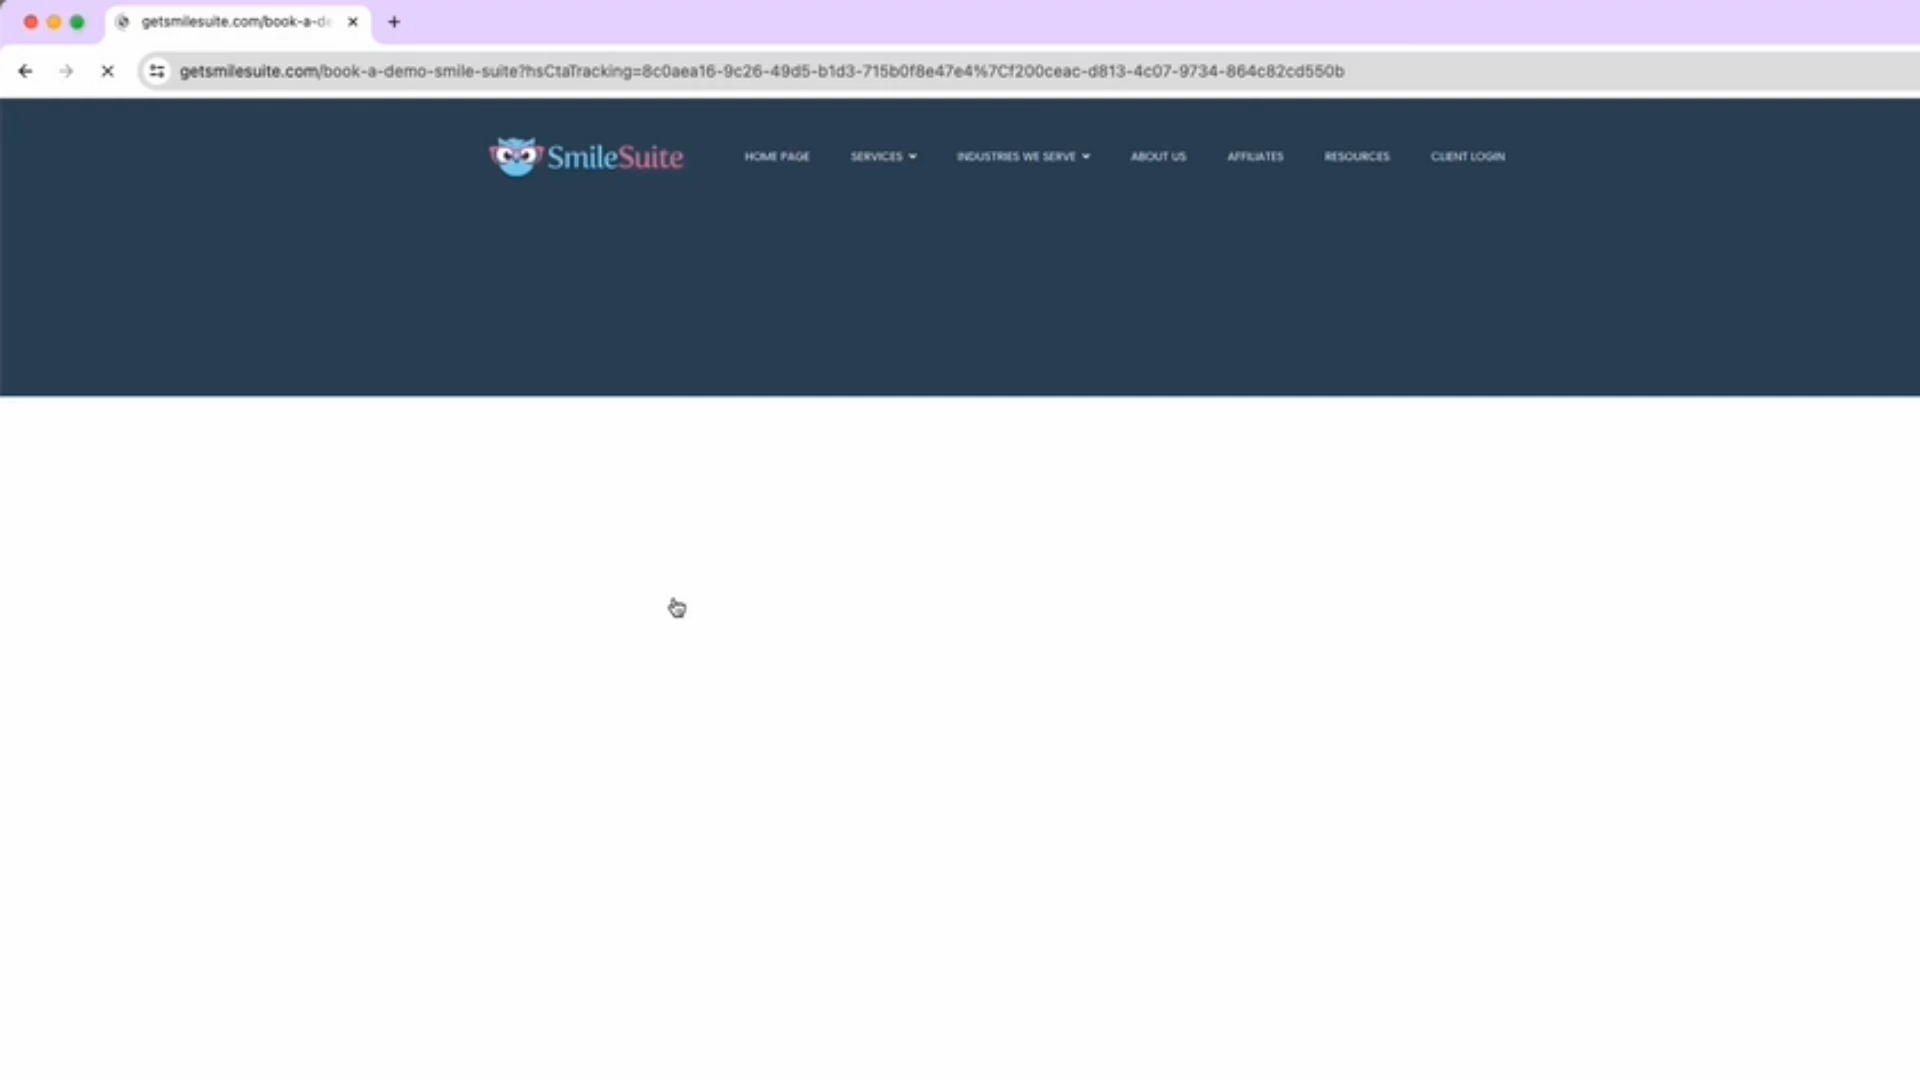 getsmilesuite.com/book-a-de
getsmilesuite.com/book-a-demo-smile-suite?hsCtaTracking=8c0aea16-9c26-49d5-b1d3-715b0f8e47e4%7Cf200ceac-d813-4c07-9734-864c82cd550b
SmileSuite
HOME PAGE
SERVICES
INDUSTRIES WE SERVE
ABOUT US
AFFILIATES
RESOURCES
CLIENT LOGIN